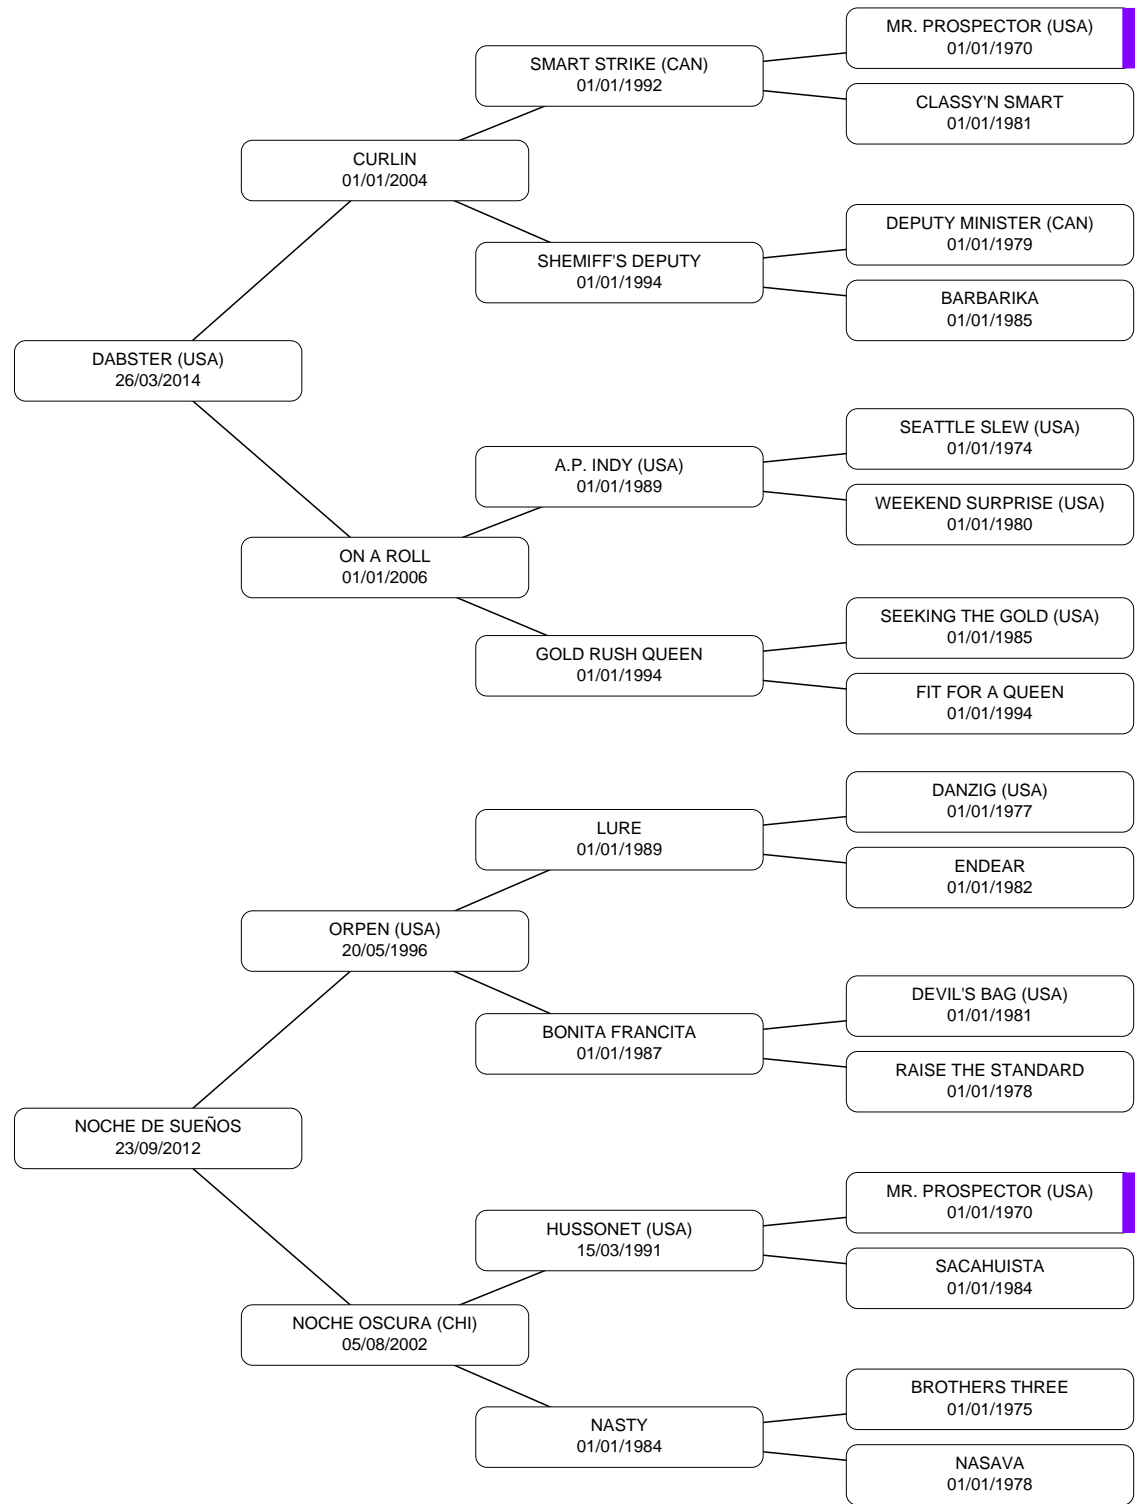 MR. PROSPECTOR (USA)
01/01/1970
SMART STRIKE (CAN)
01/01/1992
CLASSY'N SMART
01/01/1981
CURLIN
01/01/2004
DEPUTY MINISTER (CAN)
01/01/1979
SHEMIFF'S DEPUTY
01/01/1994
BARBARIKA
01/01/1985
DABSTER (USA)
26/03/2014
SEATTLE SLEW (USA)
01/01/1974
A.P. INDY (USA)
01/01/1989
WEEKEND SURPRISE (USA)
01/01/1980
ON A ROLL
01/01/2006
SEEKING THE GOLD (USA)
01/01/1985
GOLD RUSH QUEEN
01/01/1994
FIT FOR A QUEEN
01/01/1994
DANZIG (USA)
01/01/1977
LURE
01/01/1989
ENDEAR
01/01/1982
ORPEN (USA)
20/05/1996
DEVIL'S BAG (USA)
01/01/1981
BONITA FRANCITA
01/01/1987
RAISE THE STANDARD
01/01/1978
NOCHE DE SUEÑOS
23/09/2012
MR. PROSPECTOR (USA)
01/01/1970
HUSSONET (USA)
15/03/1991
SACAHUISTA
01/01/1984
NOCHE OSCURA (CHI)
05/08/2002
BROTHERS THREE
01/01/1975
NASTY
01/01/1984
NASAVA
01/01/1978